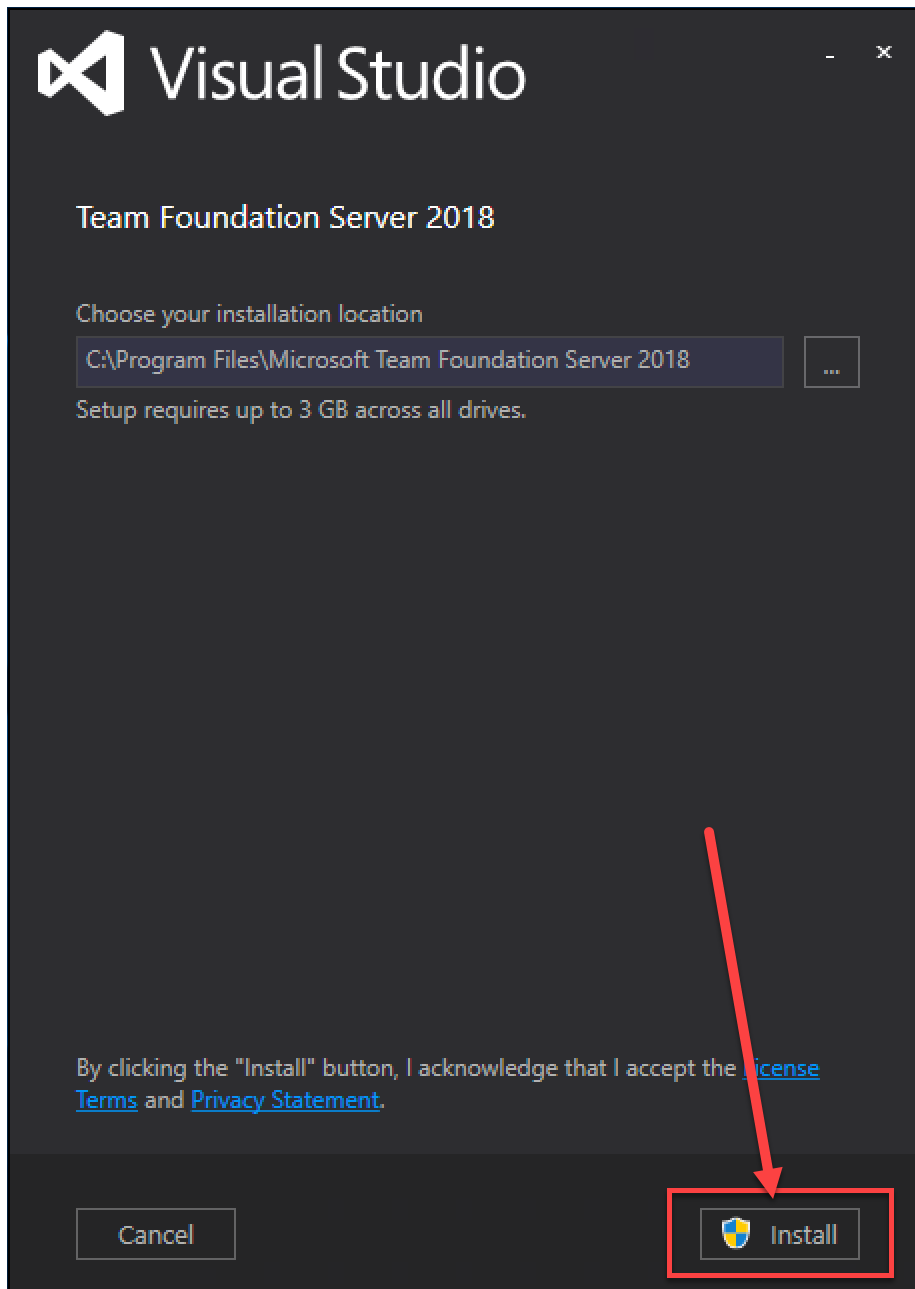 Visual Studio
Team Foundation Server 2018
Choose your installation location
C:\Program Files\Microsoft Team Foundation Server 2018
...
Setup requires up to 3 GB across all drives.
By clicking the "Install" button, I acknowledge that I accept the License
Terms and Privacy Statement.
Cancel
Install